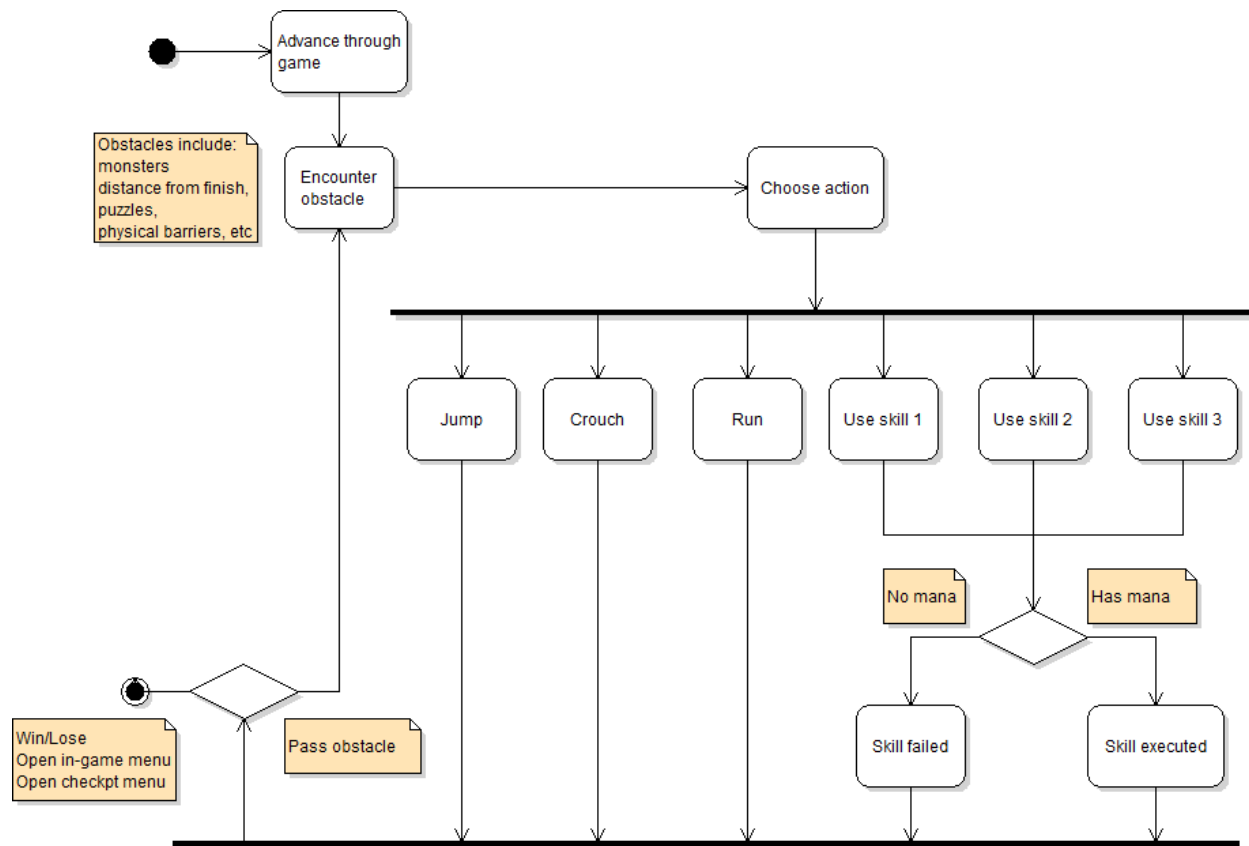 Advance through
game
Obstacles include:
monsters
distance from finish,
puzzles,
physical barriers, etc
Encounter
obstacle
Choose action
Jump
Crouch
Run
Use skill 1
Use skill 2
Use skill 3
No mana
Has mana
Win/Lose
Open in-game menu
Open checkpt menu
Pass obstacle
Skill failed
Skill executed